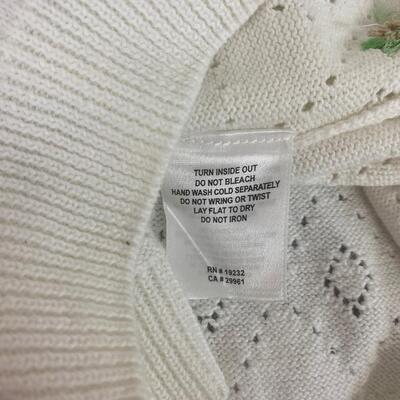 TURN INSIDE OUT
DO NOT BLEACH
HAND WASH COLD SEPARATELY
DO NOT WRING OR TWIST
LAY FLAT TO DRY
DO NOT IRON
RN # 19232
CA # 29961